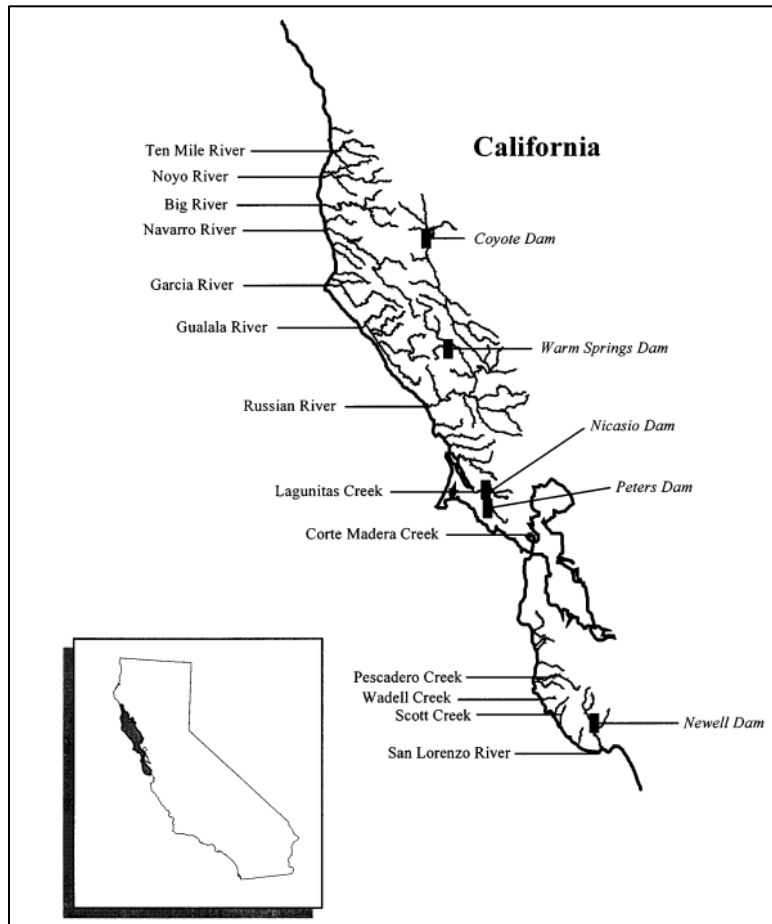 California
Ten Mile River
Noyo River
Big River
Navarro River
Coyote Dam
Garcia River
Gualala River
Warm Springs Dam
Russian River
Nicasio Dam
Lagunitas Creek
Peters Dam
Corte Madera Creek
Pescadero Creek
Wadell Creek
Scott Creek
Newell Dam
San Lorenzo River